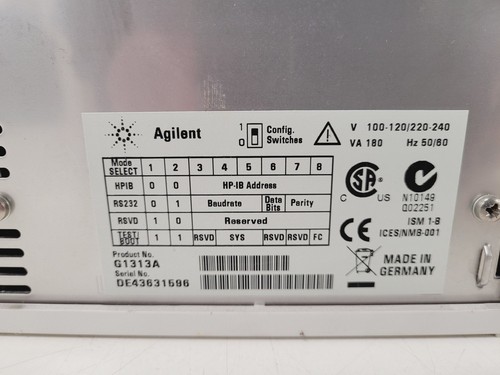 Agilent
1
0
Config.
Switches
V 100-120/220-240
VA 180 Hz 50/60
Mode SELECT 1 2 3 4 5 6 7 8
HPIB 0 0 HP-IB Address
RS232 0 1 Baudrate Data Bits Parity
RSVD 1 0 Reserved
TEST/BOOT 1 1 RSVD SYS RSVD RSVD FC
C US
N10149
Q02251
ISM 1-B
ICES/NMB-001
Product No.
G1313A
Serial No.
DE43631596
MADE IN
GERMANY